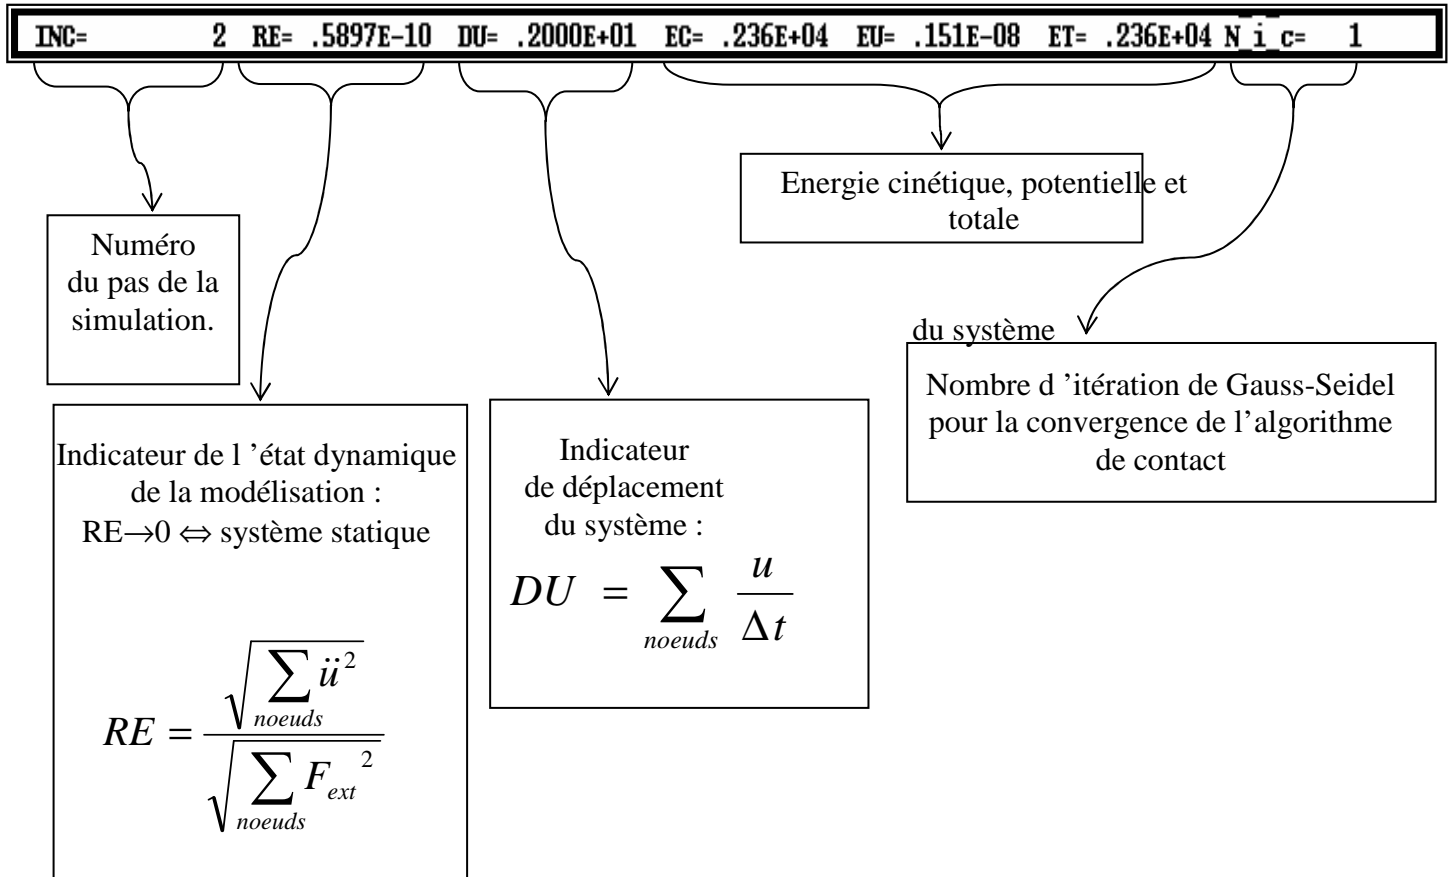 INC= 2 RE= .5897E-10 DU= .2000E+01 EC= .236E+04 EU= .151E-08 ET= .236E+04 N_i_c= 1
Energie cinétique, potentielle et
totale
du système
Numéro
du pas de la
simulation.
Nombre d ’itération de Gauss-Seidel
pour la convergence de l’algorithme
de contact
Indicateur de l ’état dynamique
de la modélisation :
RE→0 ⇔ système statique
RE = √(∑ noeuds ü²) / √(∑ noeuds F ext ²)
Indicateur
de déplacement
du système :
DU = ∑ noeuds u / Δt